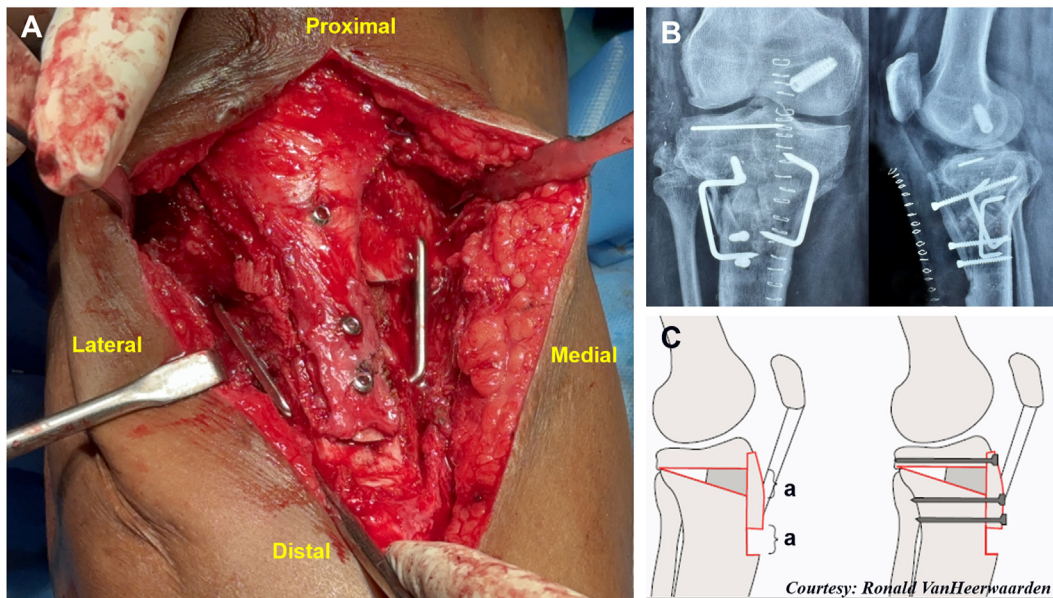 A
Proximal
Lateral
Medial
Distal
B
C
a
a
Courtesy: Ronald VanHeerwaarden